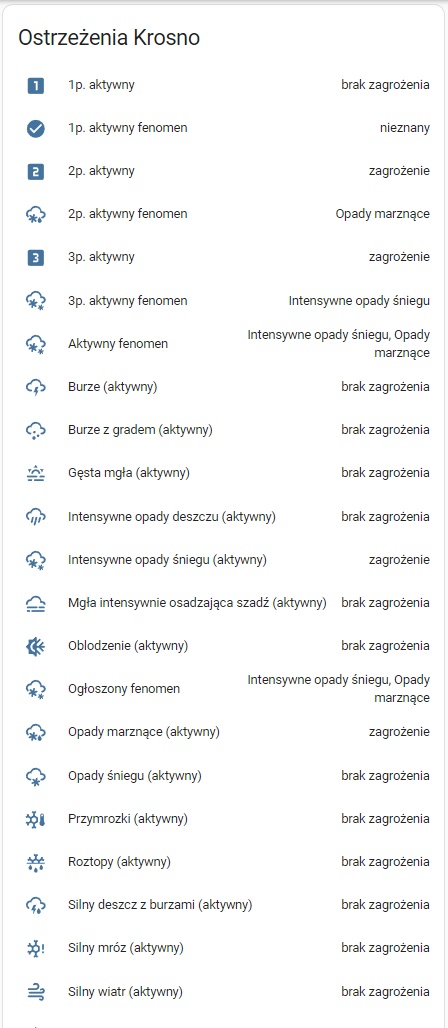 Ostrzeżenia Krosno
1 1p. aktywny brak zagrożenia
1p. aktywny fenomen nieznany
2 2p. aktywny zagrożenie
2p. aktywny fenomen Opady marznące
3 3p. aktywny zagrożenie
3p. aktywny fenomen Intensywne opady śniegu
Aktywny fenomen Intensywne opady śniegu, Opady
marznące
Burze (aktywny) brak zagrożenia
Burze z gradem (aktywny) brak zagrożenia
Gęsta mgła (aktywny) brak zagrożenia
Intensywne opady deszczu (aktywny) brak zagrożenia
Intensywne opady śniegu (aktywny) zagrożenie
Mgła intensywnie osadzająca szadź (aktywny) brak zagrożenia
Oblodzenie (aktywny) brak zagrożenia
Ogłoszony fenomen Intensywne opady śniegu, Opady
marznące
Opady marznące (aktywny) zagrożenie
Opady śniegu (aktywny) brak zagrożenia
Przymrozki (aktywny) brak zagrożenia
Roztopy (aktywny) brak zagrożenia
Silny deszcz z burzami (aktywny) brak zagrożenia
Silny mróz (aktywny) brak zagrożenia
Silny wiatr (aktywny) brak zagrożenia